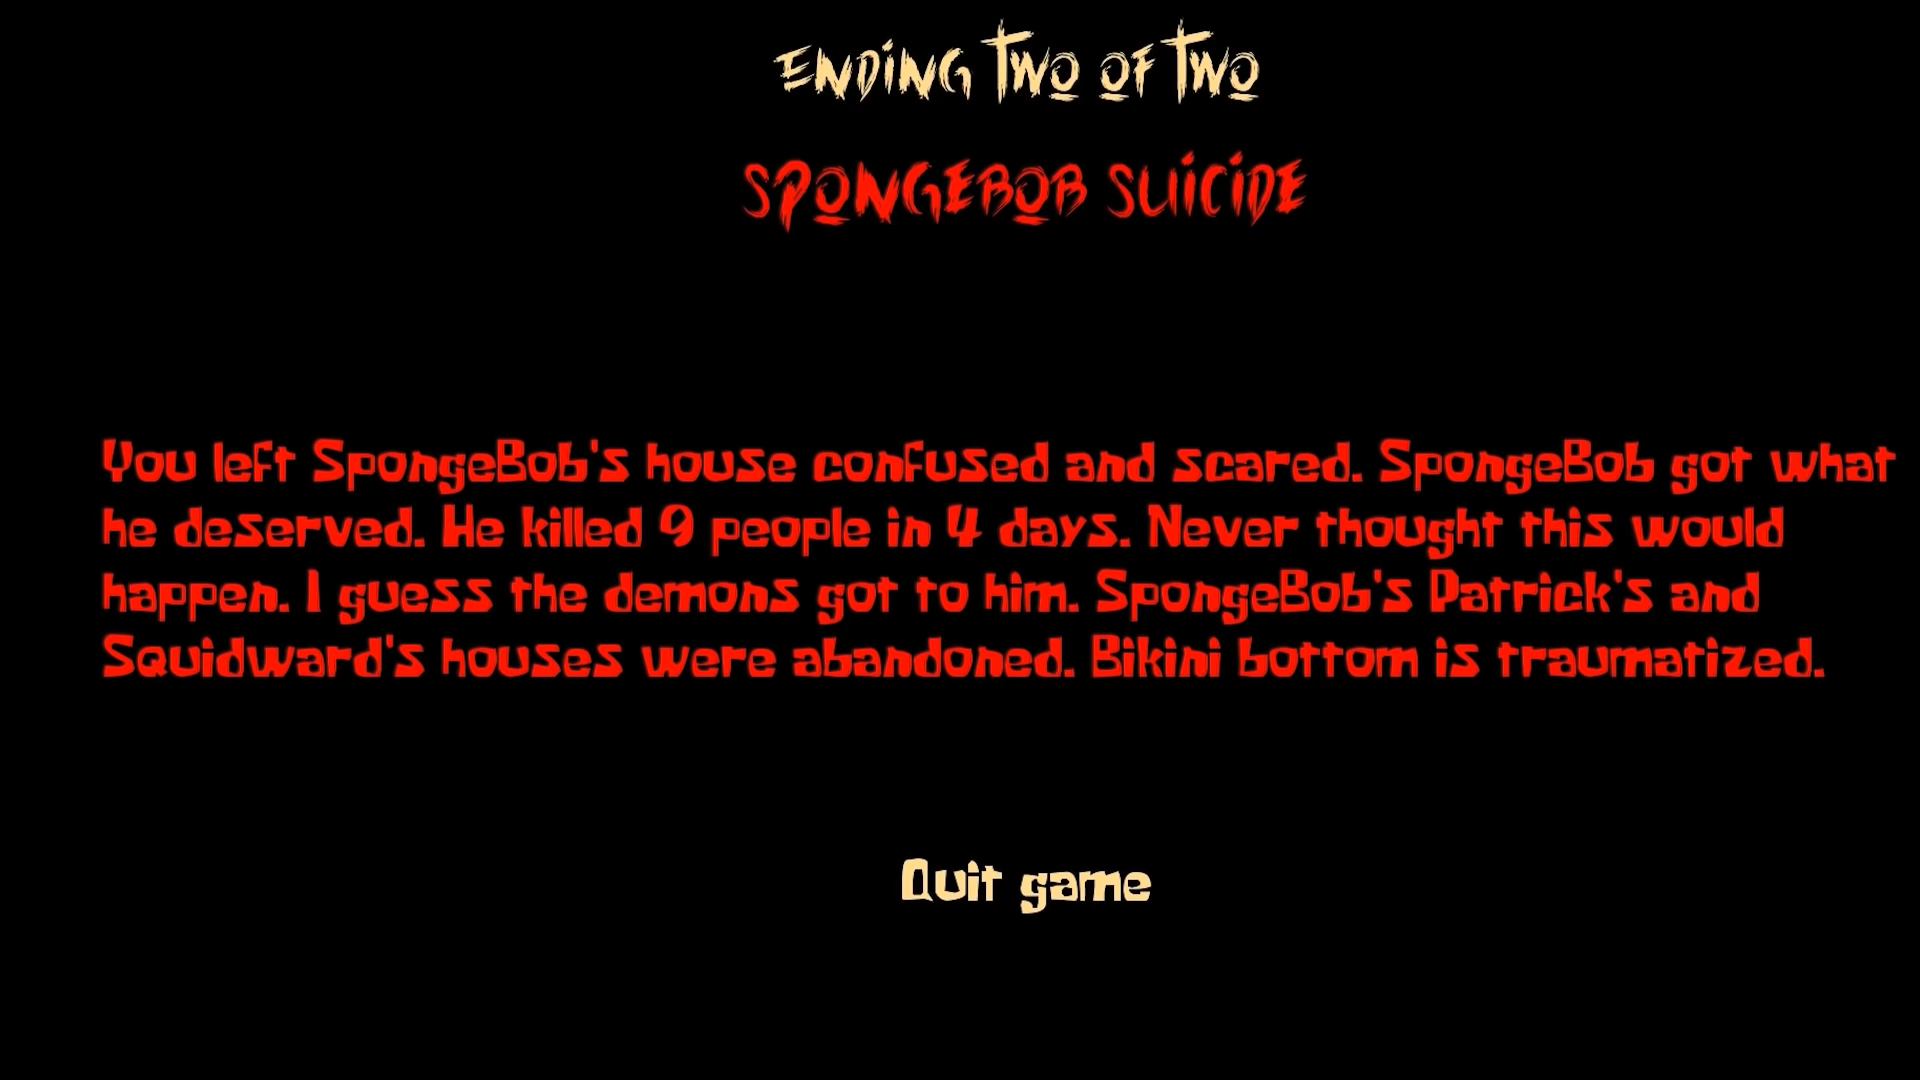 Ending Two of Two
SpongeBob Suicide
You left SpongeBob's house confused and scared. SpongeBob got what
he deserved. He killed 9 people in 4 days. Never thought this would
happen. I guess the demons got to him. SpongeBob's Patrick's and
Squidward's houses were abandoned. Bikini bottom is traumatized.
Quit game